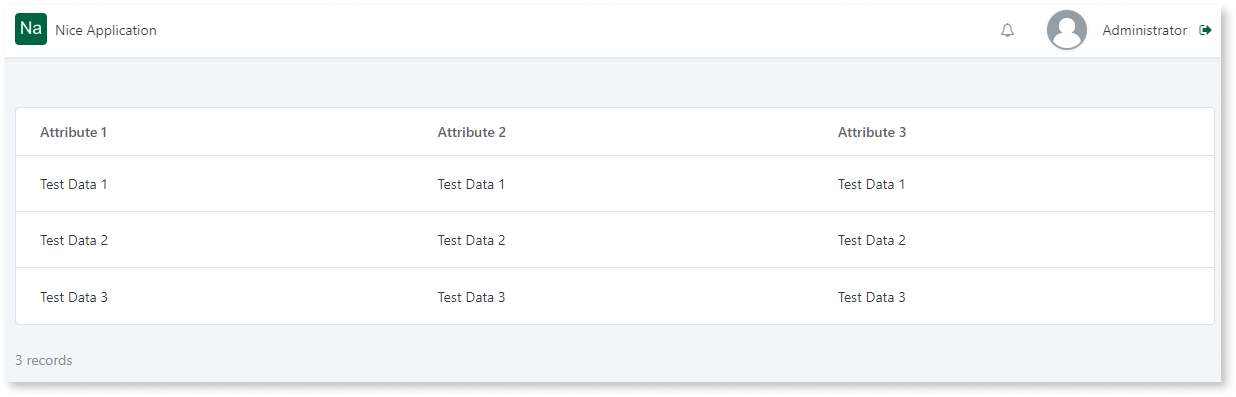 Na Nice Application Administrator
Attribute 1 Attribute 2 Attribute 3
Test Data 1 Test Data 1 Test Data 1
Test Data 2 Test Data 2 Test Data 2
Test Data 3 Test Data 3 Test Data 3
3 records